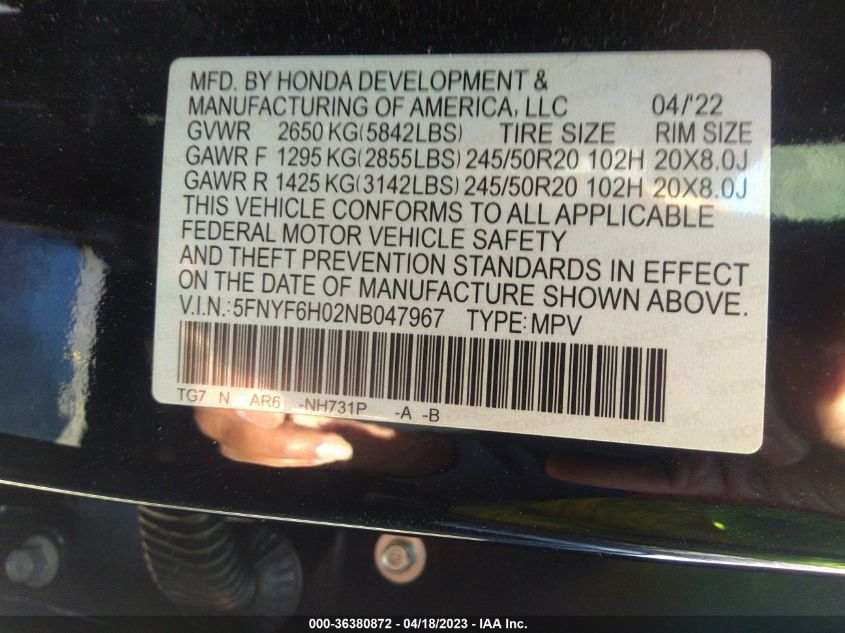 MFD. BY HONDA DEVELOPMENT &
MANUFACTURING OF AMERICA, LLC 04/'22
GVWR 2650 KG(5842LBS) TIRE SIZE RIM SIZE
GAWR F 1295 KG(2855LBS) 245/50R20 102H 20X8.0J
GAWR R 1425 KG(3142LBS) 245/50R20 102H 20X8.0J
THIS VEHICLE CONFORMS TO ALL APPLICABLE
FEDERAL MOTOR VEHICLE SAFETY
AND THEFT PREVENTION STANDARDS IN EFFECT
ON THE DATE OF MANUFACTURE SHOWN ABOVE.
V.I.N.: 5FNYF6H02NB047967 TYPE: MPV
TG7 N AR6 -NH731P -A -B
000-36380872 - 04/18/2023 - IAA Inc.